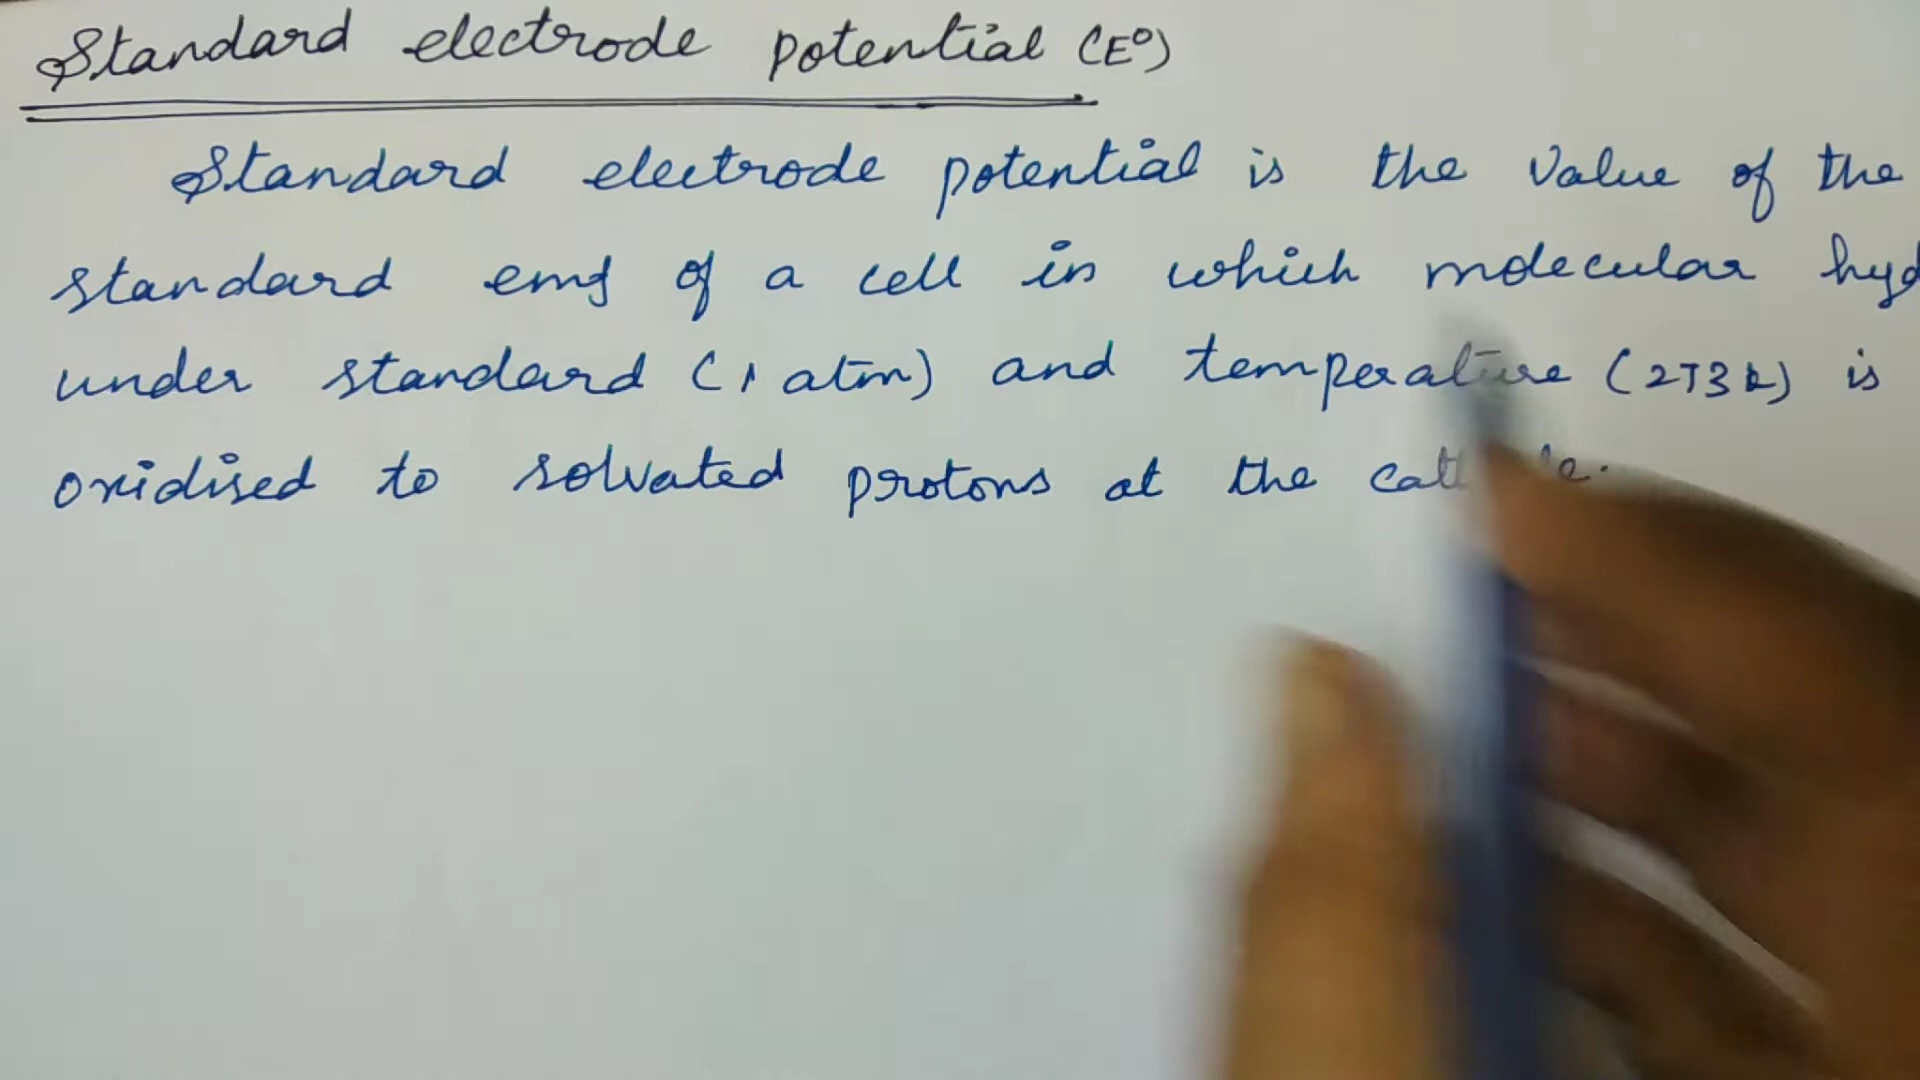 Standard electrode potential (E°)
Standard electrode potential is the value of the
standard emf of a cell in which molecular
under standard (1 atm) and temperature (273k) is
oxidised to solvated protons at the